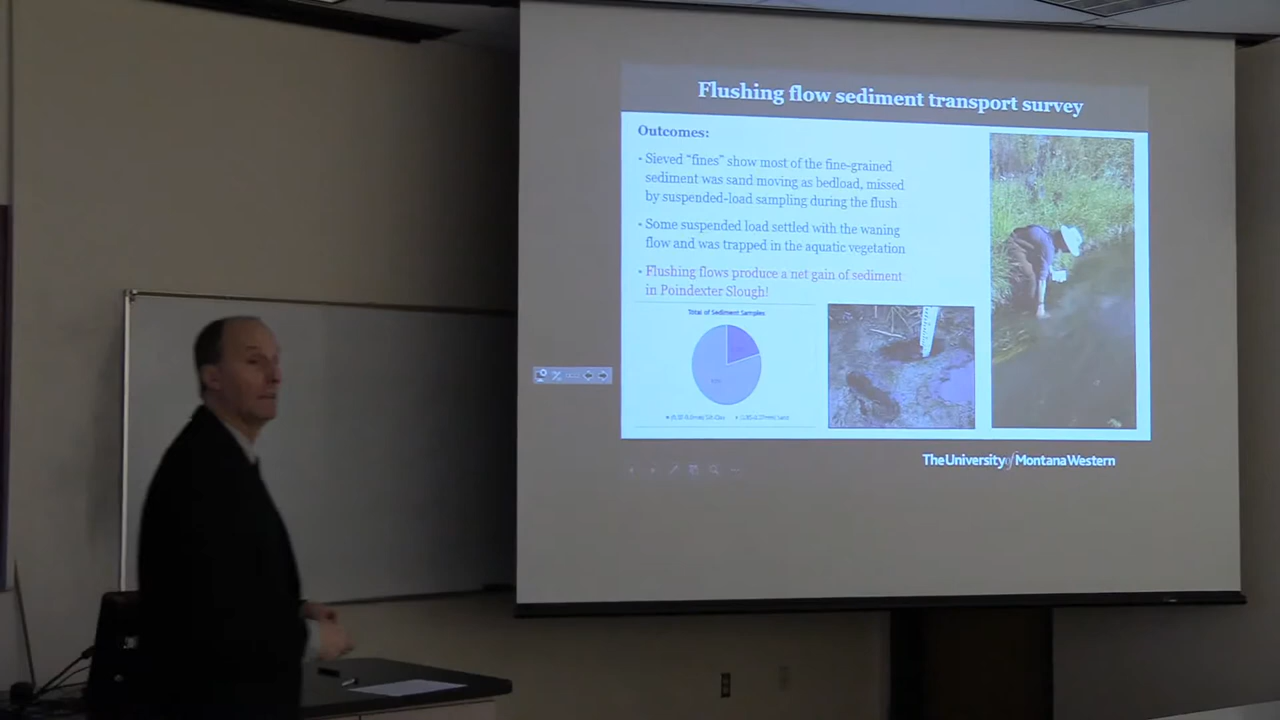 Flushing flow sediment transport survey
Outcomes:
- Sieved "fines" show most of the fine-grained
sediment was sand moving as bedload, missed
by suspended-load sampling during the flush
- Some suspended load settled with the waning
flow and was trapped in the aquatic vegetation
- Flushing flows produce a net gain of sediment
in Poindexter Slough!
Total of Sediment Samples
The University of Montana Western